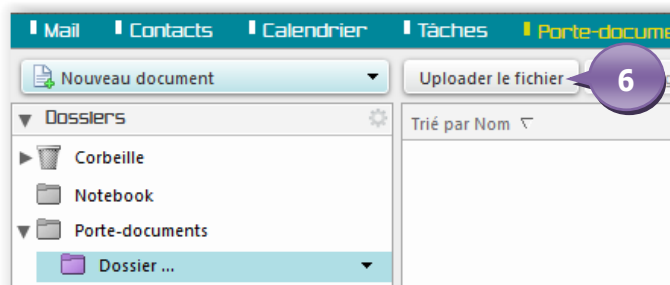 Mail Contacts Calendrier Tâches Porte-docume
Nouveau document Uploader le fichier 6
Dossiers
Trié par Nom
Corbeille
Notebook
Porte-documents
Dossier ...